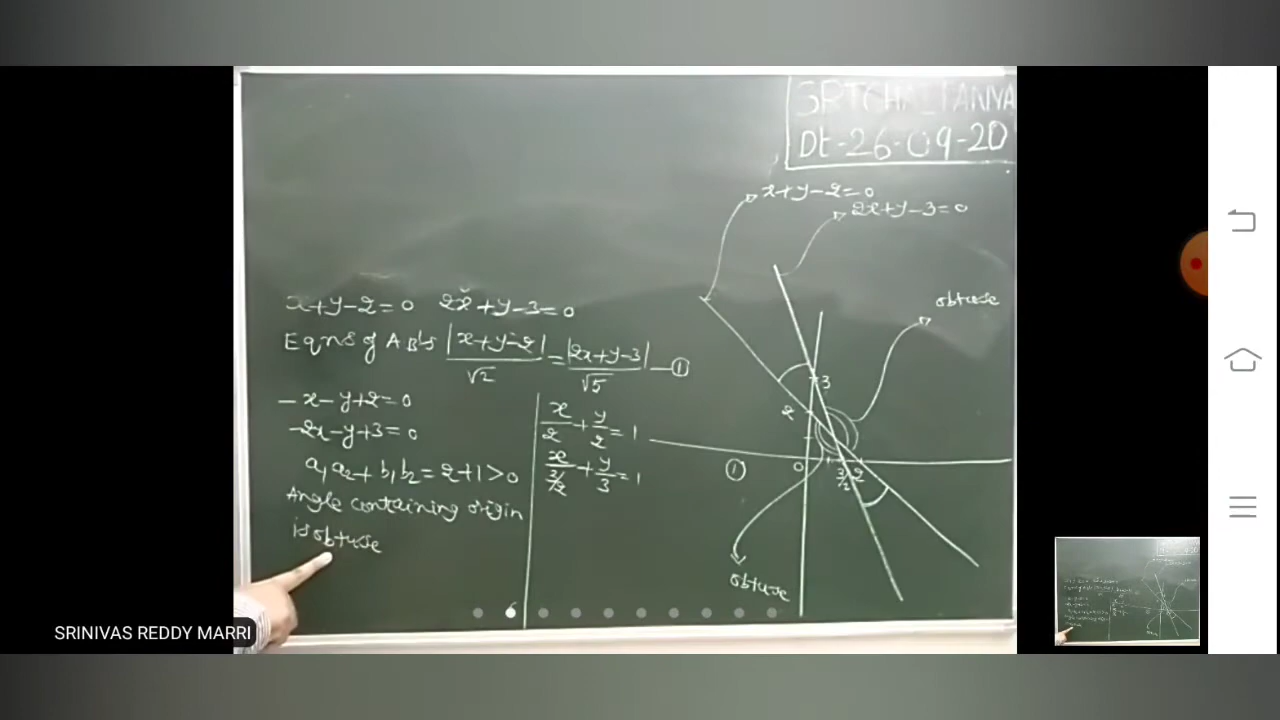 SRI CHAITANYA
Dt-26-09-20
x+y-2=0
2x+y-3=0
obtuse
x+y-2=0 2x+y-3=0
Eqns of AB's |x+y-2|/√2 = |2x+y-3|/√5 —①
-x-y+2=0
-2x-y+3=0
a₁a₂+b₁b₂=2+1>0
Angle containing origin
is obtuse
x/2+y/2=1
x/(3/2)+y/3=1
3
2
①
0
3/2 2
obtuse
SRINIVAS REDDY MARRI